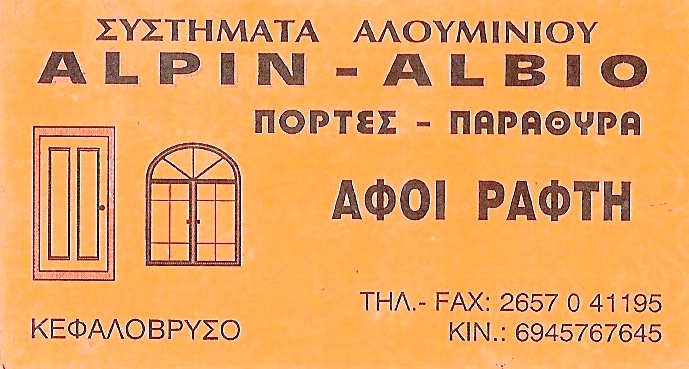 ΣΥΣΤΗΜΑΤΑ ΑΛΟΥΜΙΝΙΟΥ
ALPIN - ALBIO
ΠΟΡΤΕΣ - ΠΑΡΑΘΥΡΑ
ΑΦΟΙ ΡΑΦΤΗ
ΤΗΛ.- FAX: 2657 0 41195
ΚΕΦΑΛΟΒΡΥΣΟ
ΚΙΝ.: 6945767645